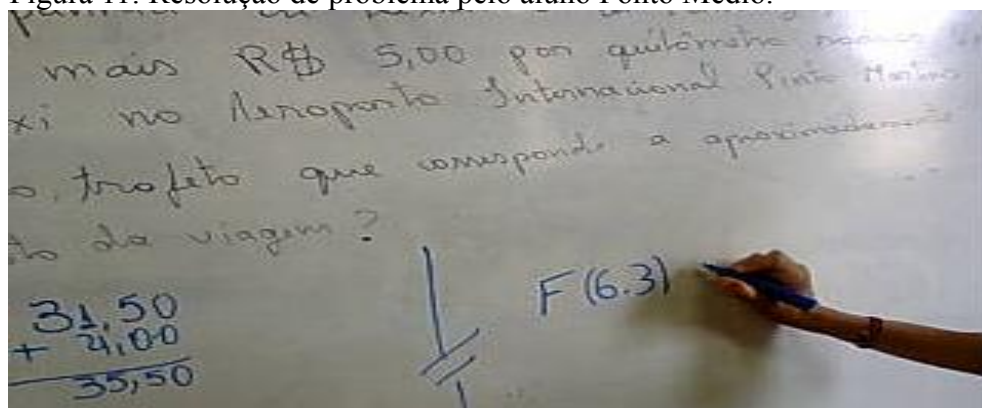 Figura 11: Resolução de problema pelo aluno Ponto Médio.
mais R$ 5,00 por quilômetro
xi no Aeroporto Internacional Pinto Martins
o, trajeto que corresponde a aproximadamente
to da viagem?
31,50
+ 4,00
35,50
F(6.3)